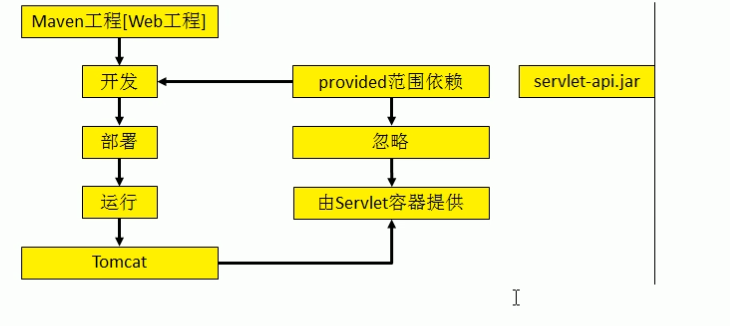 Maven工程[Web工程]
开发
provided范围依赖
servlet-api.jar
部署
忽略
运行
由Servlet容器提供
Tomcat